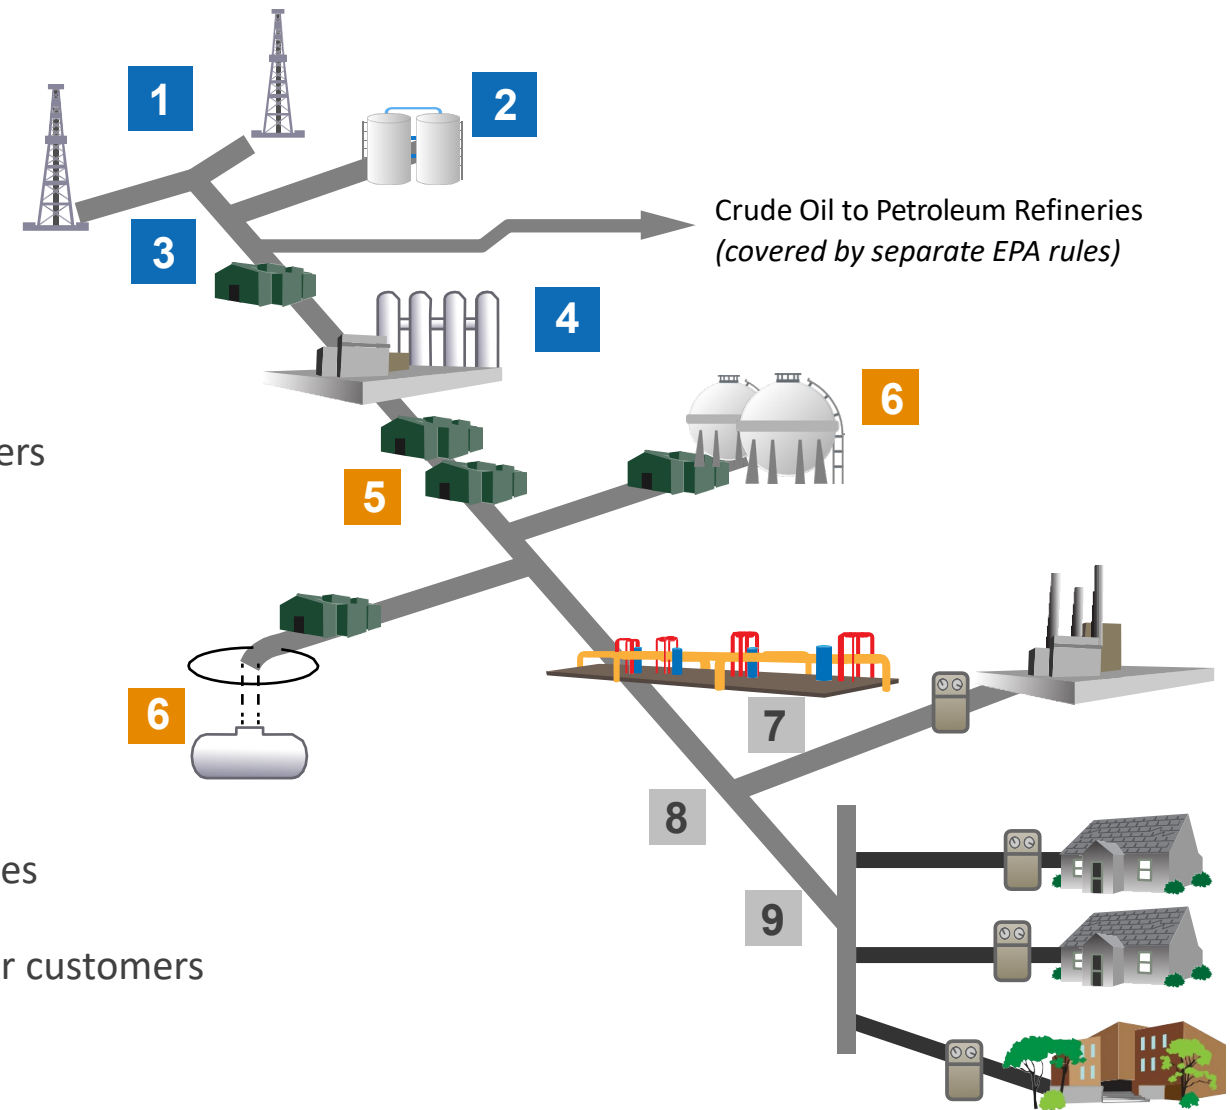 1
2
Crude Oil to Petroleum Refineries
(covered by separate EPA rules)
3
4
6
ers
5
6
7
8
es
9
r customers